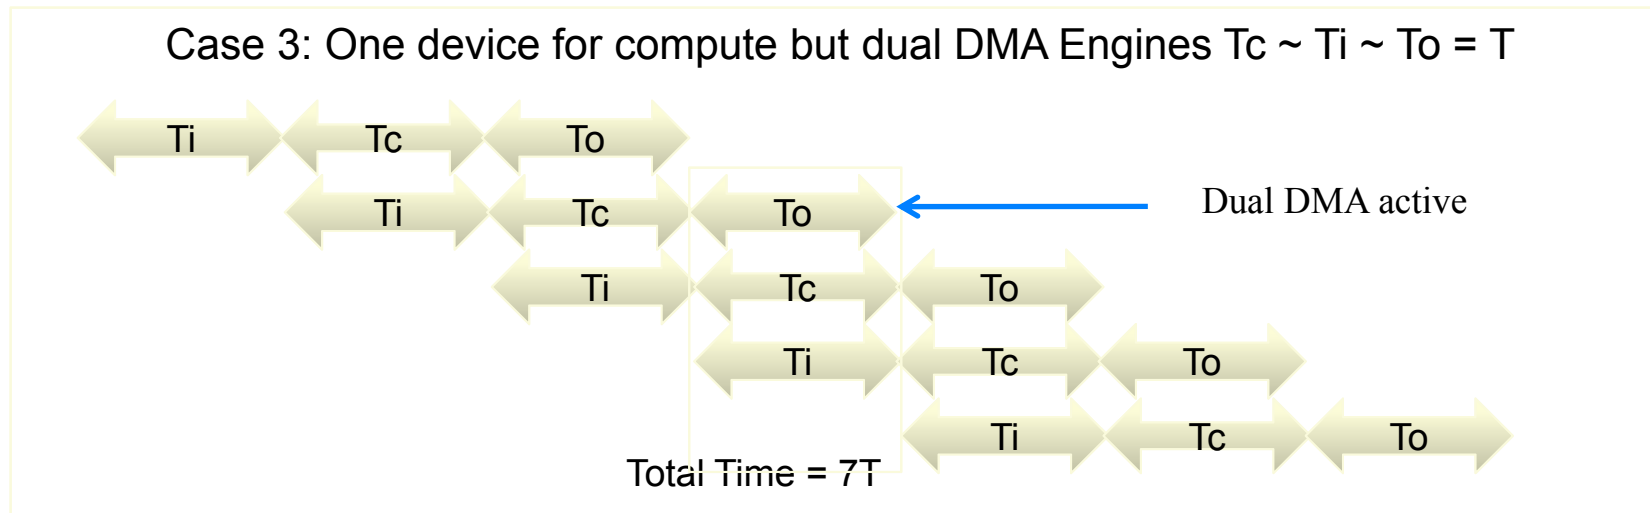 Case 3: One device for compute but dual DMA Engines Tc ~ Ti ~ To = T
Ti Tc To
Ti Tc To Dual DMA active
Ti Tc To
Ti Tc To
Ti Tc To
Total Time = 7T